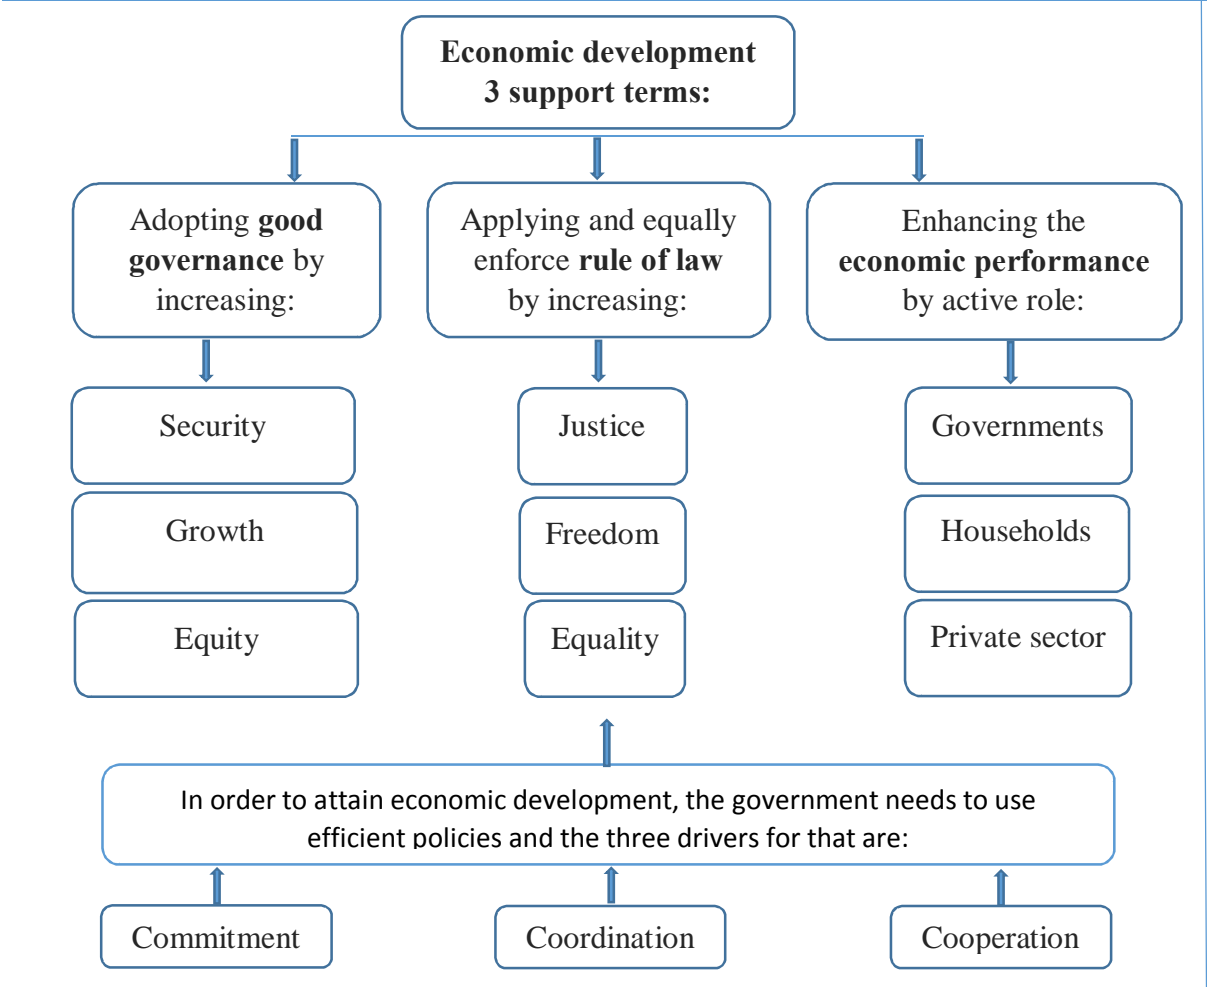 Economic development
3 support terms:
Adopting good
governance by
increasing:
Applying and equally
enforce rule of law
by increasing:
Enhancing the
economic performance
by active role:
Security
Justice
Governments
Growth
Freedom
Households
Equity
Equality
Private sector
In order to attain economic development, the government needs to use
efficient policies and the three drivers for that are:
Commitment
Coordination
Cooperation